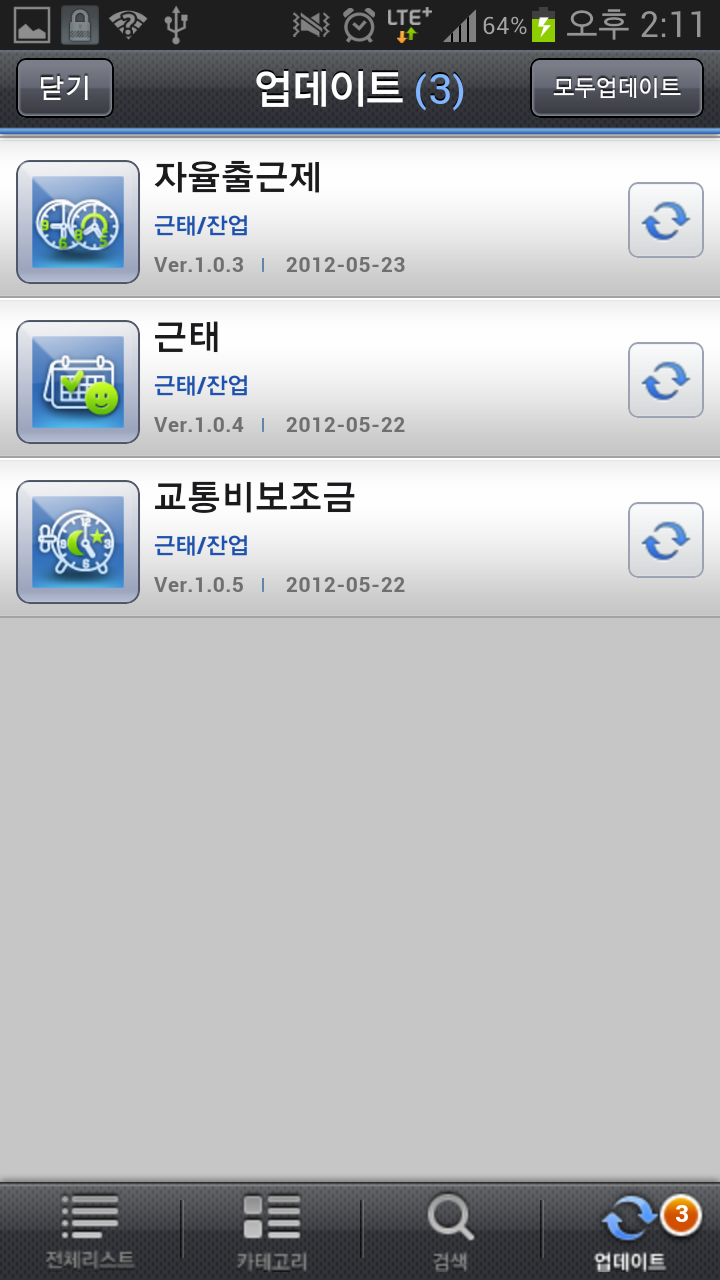 LTE+ 64% 오후 2:11
닫기 업데이트 (3) 모두업데이트
자율출근제
근태/잔업
Ver.1.0.3 | 2012-05-23
근태
근태/잔업
Ver.1.0.4 | 2012-05-22
교통비보조금
근태/잔업
Ver.1.0.5 | 2012-05-22
3
전체리스트 카테고리 검색 업데이트